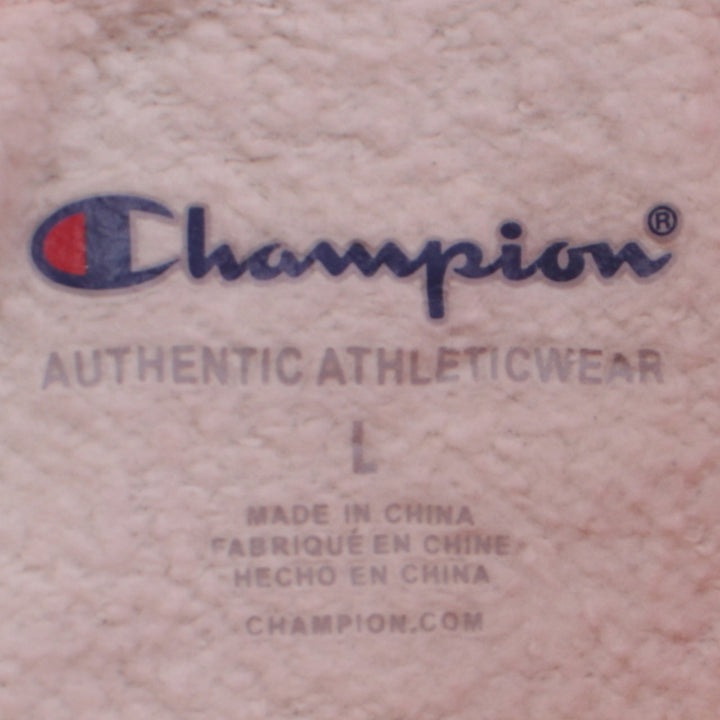 Champion®
AUTHENTIC ATHLETICWEAR
L
MADE IN CHINA
FABRIQUÉ EN CHINE
HECHO EN CHINA
CHAMPION.COM